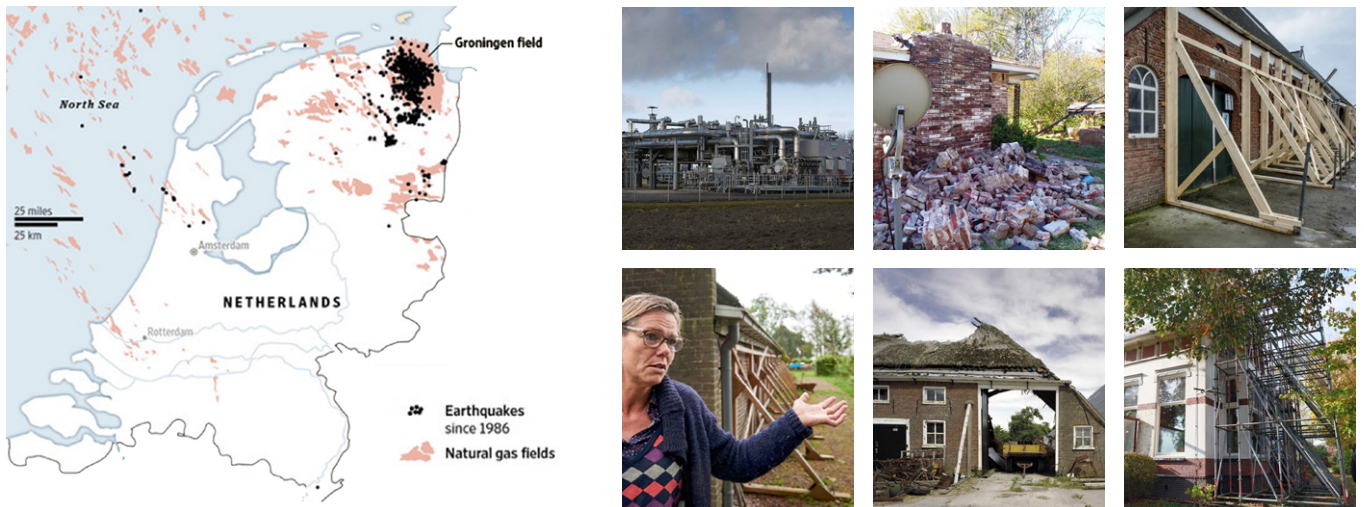 Groningen field
North Sea
25 miles
25 km
Amsterdam
NETHERLANDS
Rotterdam
Earthquakes
since 1986
Natural gas fields